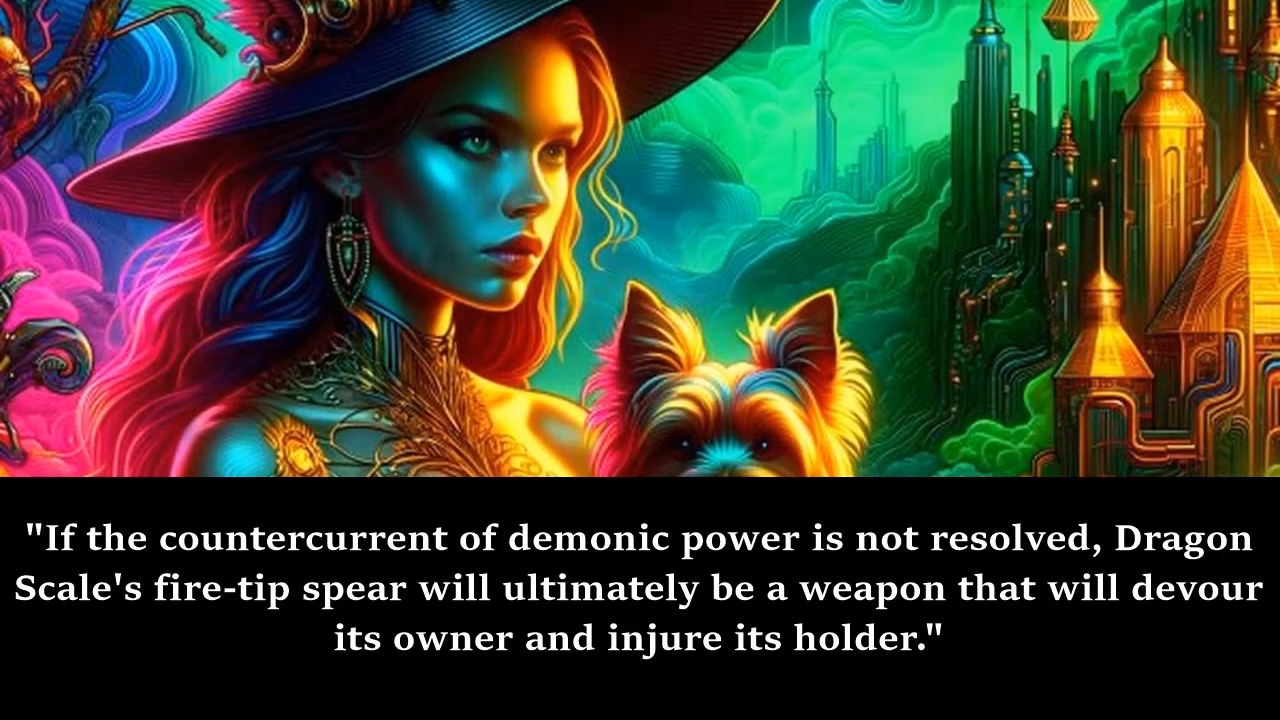 "If the countercurrent of demonic power is not resolved, Dragon
Scale's fire-tip spear will ultimately be a weapon that will devour
its owner and injure its holder."